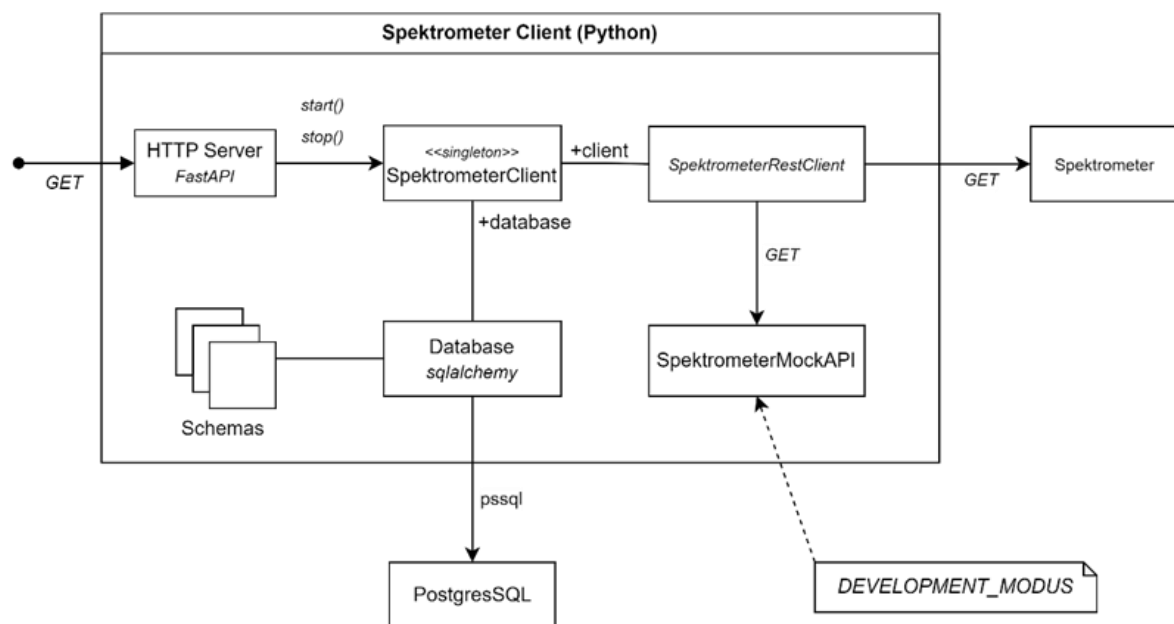 Spektrometer Client (Python)
start()
stop()
HTTP Server
FastAPI
<<singleton>>
SpektrometerClient
+client
SpektrometerRestClient
Spektrometer
GET
GET
+database
GET
Database
sqlalchemy
SpektrometerMockAPI
Schemas
pssql
PostgresSQL
DEVELOPMENT_MODUS